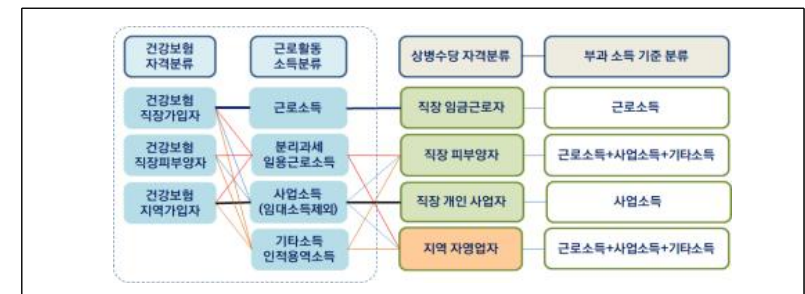 건강보험
자격분류
근로활동
소득분류
상병수당 자격분류
부과 소득 기준 분류
건강보험
직장가입자
근로소득
직장 임금근로자
근로소득
건강보험
직장피부양자
분리과세
일용근로소득
직장 피부양자
근로소득+사업소득+기타소득
건강보험
지역가입자
사업소득
(임대소득제외)
직장 개인 사업자
사업소득
기타소득
인적용역소득
지역 자영업자
근로소득+사업소득+기타소득